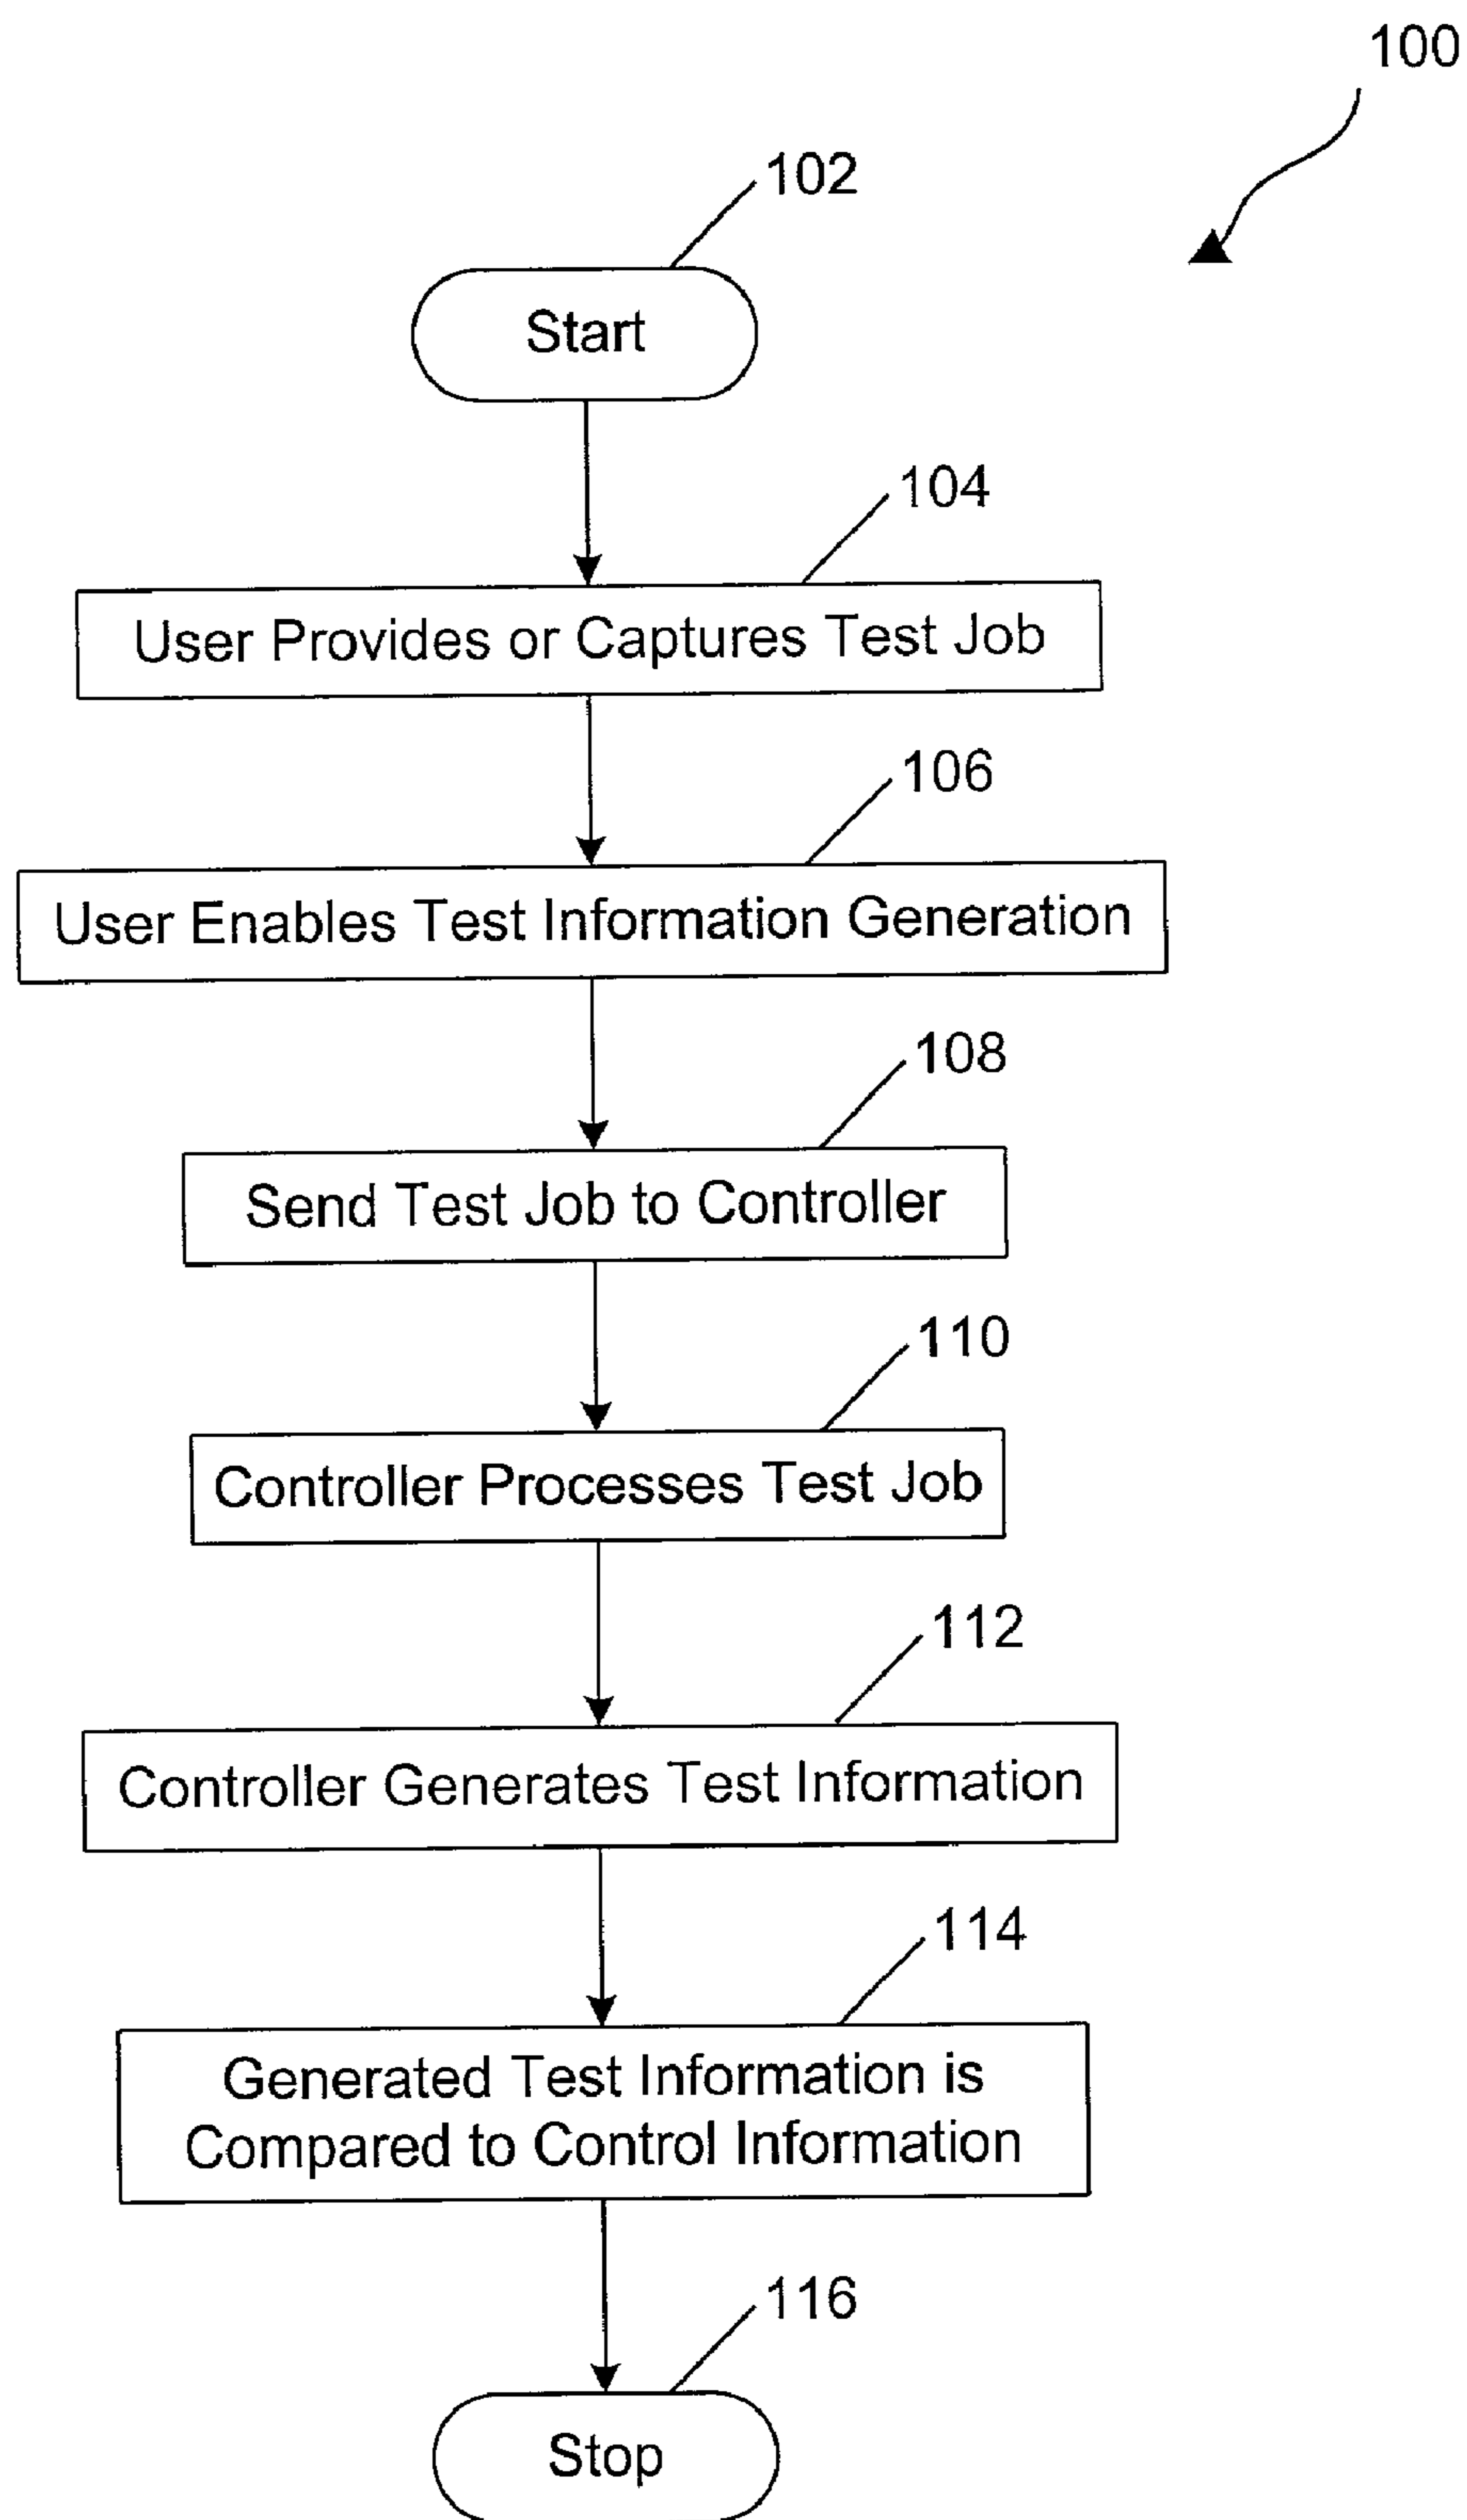 100
102
Start
104
User Provides or Captures Test Job
106
User Enables Test Information Generation
108
Send Test Job to Controller
110
Controller Processes Test Job
112
Controller Generates Test Information
114
Generated Test Information is
Compared to Control Information
116
Stop